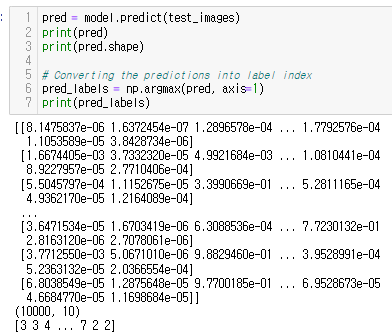 1 pred = model.predict(test_images)
2 print(pred)
3 print(pred.shape)
4
5 # Converting the predictions into label index
6 pred_labels = np.argmax(pred, axis=1)
7 print(pred_labels)
[[8.1475837e-06 1.6372454e-07 1.2896578e-04 ... 1.7792576e-04
1.1053589e-05 3.8428734e-06]
[1.6674405e-03 3.7332320e-05 4.9921684e-03 ... 1.0810441e-04
8.9227957e-05 2.7710406e-04]
[5.5045797e-04 1.1152675e-05 3.3990669e-01 ... 5.2811165e-04
4.9362170e-05 1.2164089e-04]
...
[3.6471534e-05 1.6703419e-06 6.3088536e-04 ... 7.7230132e-01
2.8163120e-06 2.7078061e-06]
[3.7712550e-03 5.0671010e-06 9.8829460e-01 ... 3.9528991e-04
5.2363132e-05 2.0366554e-04]
[6.8038549e-05 1.2875648e-05 9.7700185e-01 ... 6.9528673e-05
4.6684770e-05 1.1698684e-05]]
(10000, 10)
[3 3 4 ... 7 2 2]